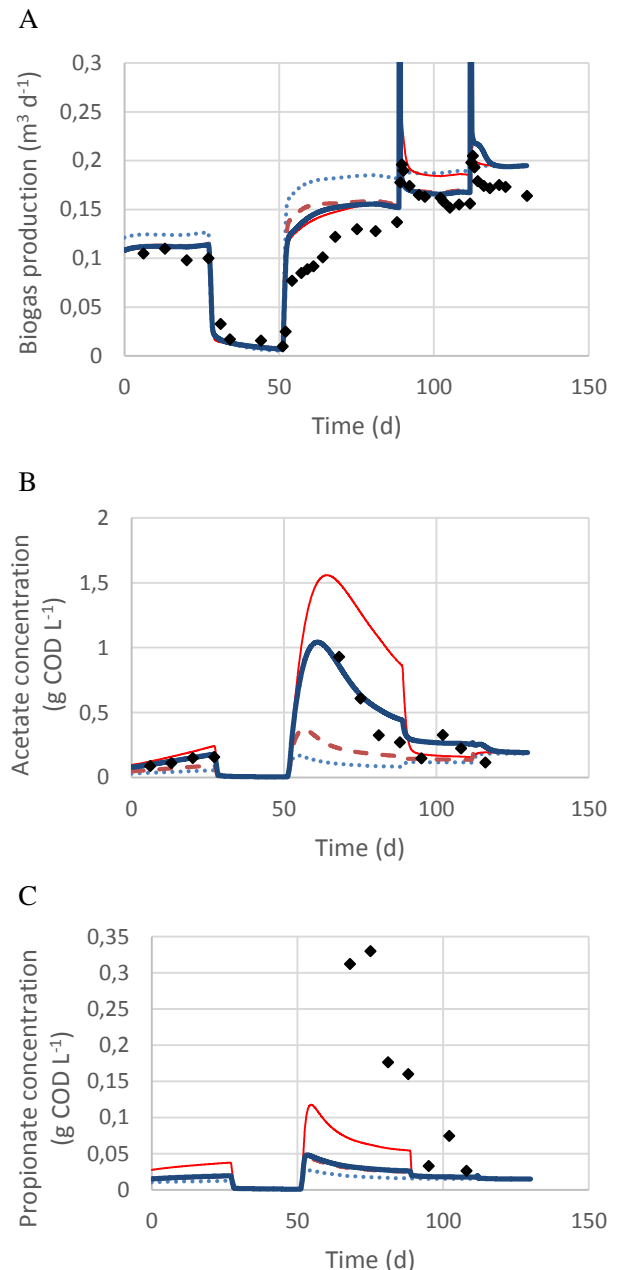 A
Biogas production (m³ d⁻¹)
0,3
0,25
0,2
0,15
0,1
0,05
0
0 50 100 150
Time (d)
B
Acetate concentration
(g COD L⁻¹)
2
1,5
1
0,5
0
0 50 100 150
Time (d)
C
Propionate concentration
(g COD L⁻¹)
0,35
0,3
0,25
0,2
0,15
0,1
0,05
0
0 50 100 150
Time (d)